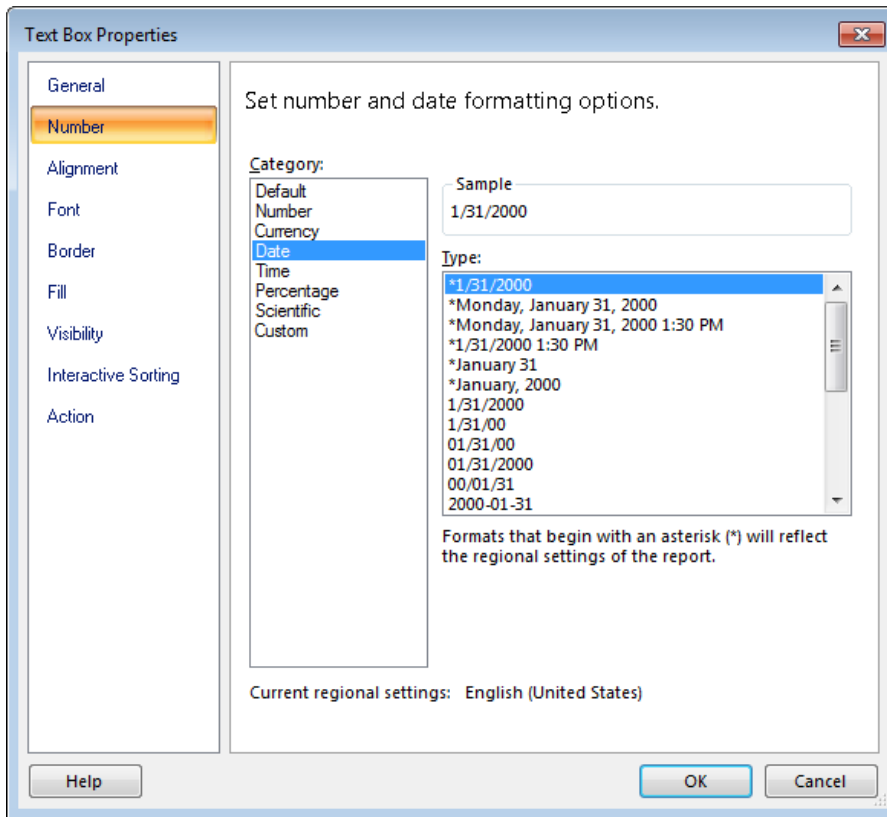 Text Box Properties
General
Number
Alignment
Font
Border
Fill
Visibility
Interactive Sorting
Action
Set number and date formatting options.
Category:
Default
Number
Currency
Date
Time
Percentage
Scientific
Custom
Sample
1/31/2000
Type:
*1/31/2000
*Monday, January 31, 2000
*Monday, January 31, 2000 1:30 PM
*1/31/2000 1:30 PM
*January 31
*January, 2000
1/31/2000
1/31/00
01/31/00
01/31/2000
00/01/31
2000-01-31
Formats that begin with an asterisk (*) will reflect
the regional settings of the report.
Current regional settings: English (United States)
Help
OK
Cancel